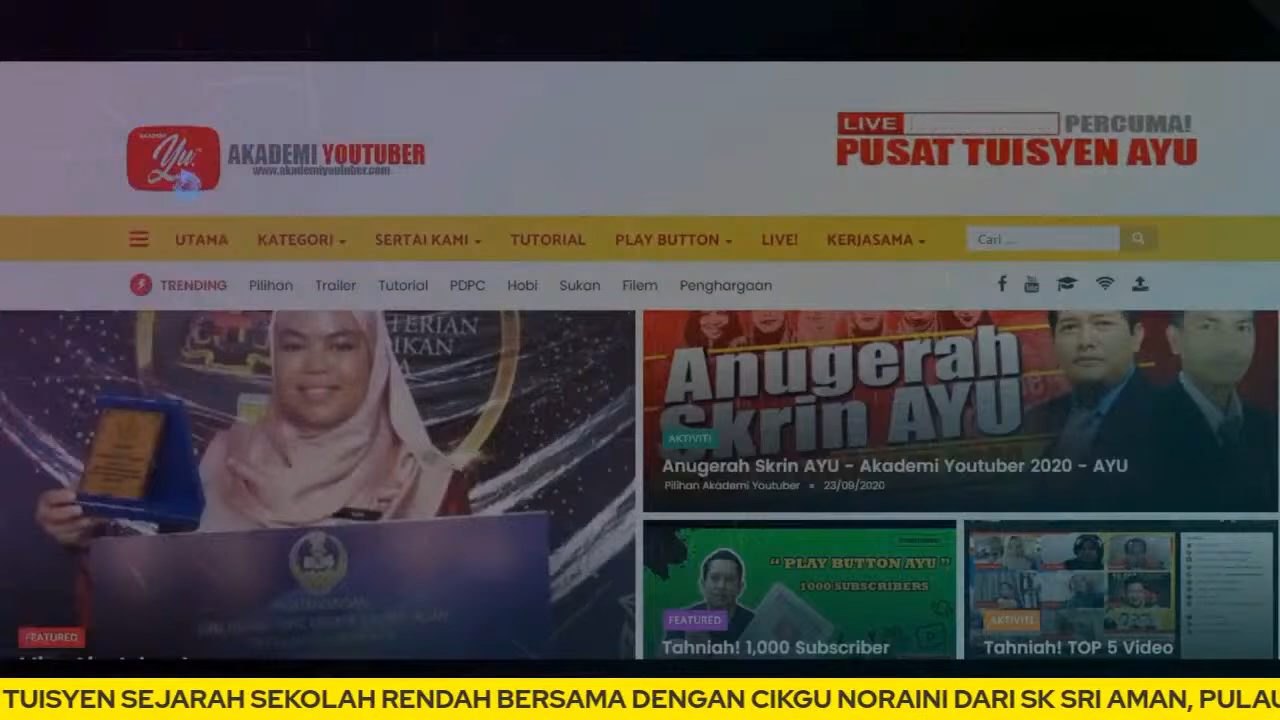 AKADEMI YOUTUBER
www.akademiyoutuber.com
LIVE PERCUMA!
PUSAT TUISYEN AYU
UTAMA KATEGORI SERTAI KAMI TUTORIAL PLAY BUTTON LIVE! KERJASAMA Cari ...
TRENDING Pilihan Trailer Tutorial PDPC Hobi Sukan Filem Penghargaan
Anugerah
Skrin AYU
AKTIVITI
Anugerah Skrin AYU - Akademi Youtuber 2020 - AYU
Pilihan Akademi Youtuber 23/09/2020
" PLAY BUTTON AYU "
1000 SUBSCRIBERS
FEATURED
FEATURED
Tahniah! 1,000 Subscriber
AKTIVITI
Tahniah! TOP 5 Video
TUISYEN SEJARAH SEKOLAH RENDAH BERSAMA DENGAN CIKGU NORAINI DARI SK SRI AMAN, PULAU